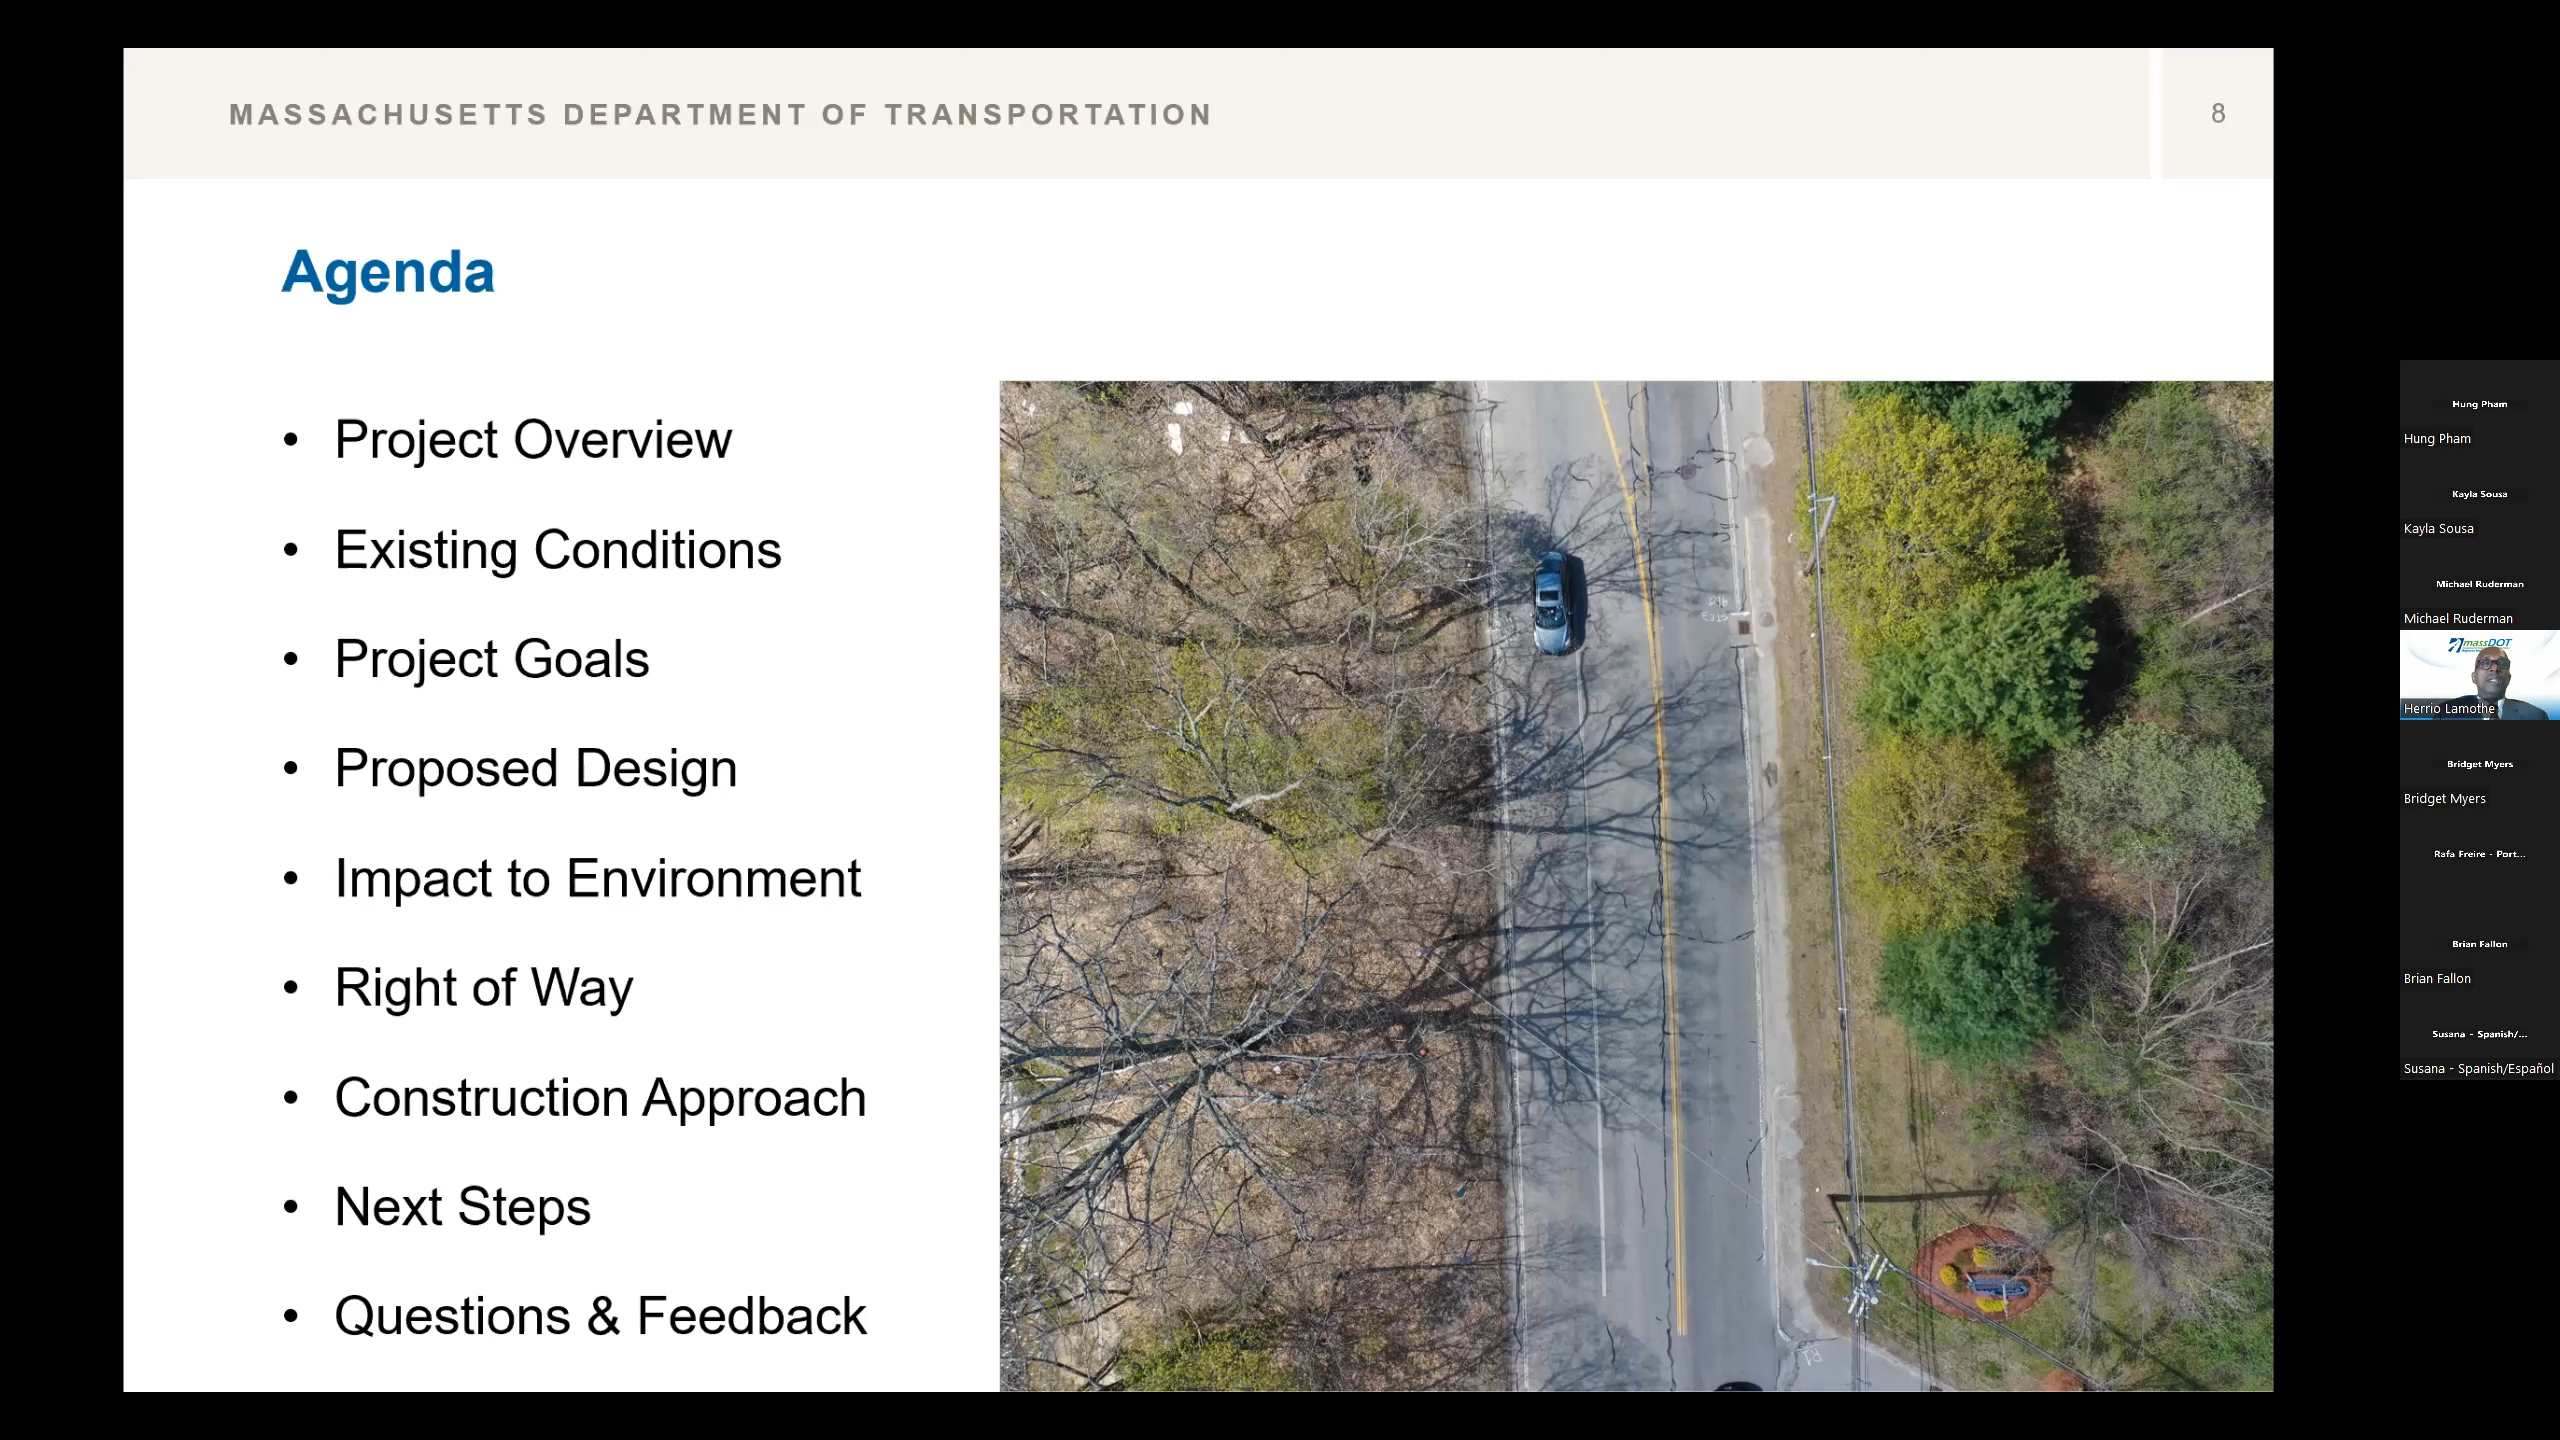 MASSACHUSETTS DEPARTMENT OF TRANSPORTATION
8
Agenda
• Project Overview
• Existing Conditions
• Project Goals
• Proposed Design
• Impact to Environment
• Right of Way
• Construction Approach
• Next Steps
• Questions & Feedback
Hung Pham
Hung Pham
Kayla Sousa
Kayla Sousa
Michael Ruderman
Michael Ruderman
massDOT
Herrio Lamothe
Bridget Myers
Bridget Myers
Rafa Freire - Port...
Brian Fallon
Brian Fallon
Susana - Spanish/...
Susana - Spanish/Español